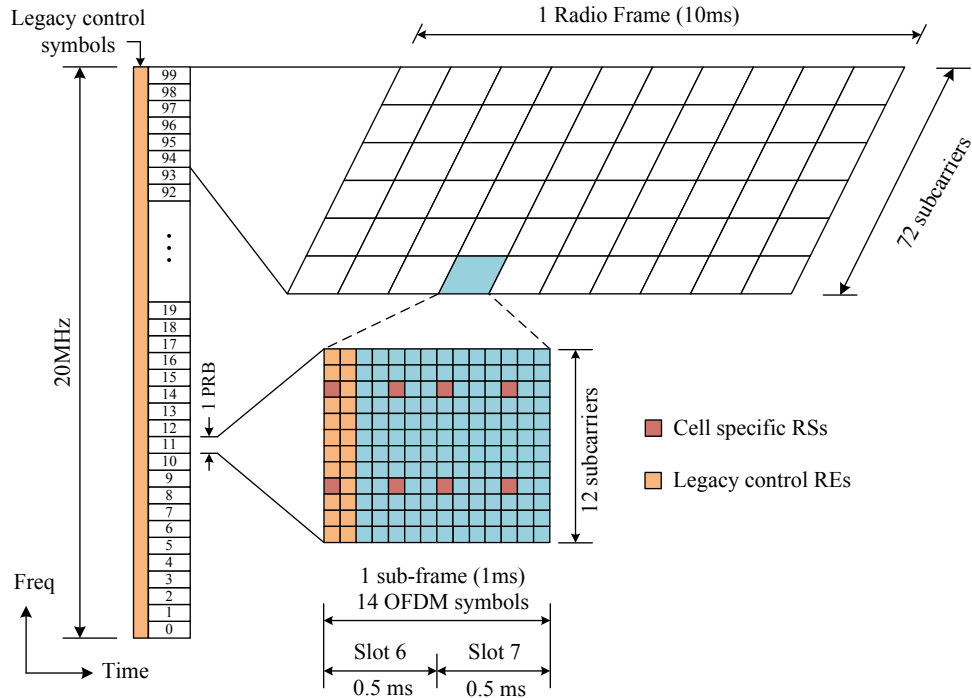 Legacy control
symbols
1 Radio Frame (10ms)
72 subcarriers
20MHz
99
98
97
96
95
94
93
92
19
18
17
16
15
14
13
12
11
10
9
8
7
6
5
4
3
2
1
0
1 PRB
12 subcarriers
Cell specific RSs
Legacy control REs
1 sub-frame (1ms)
14 OFDM symbols
Slot 6
Slot 7
0.5 ms
0.5 ms
Freq
Time